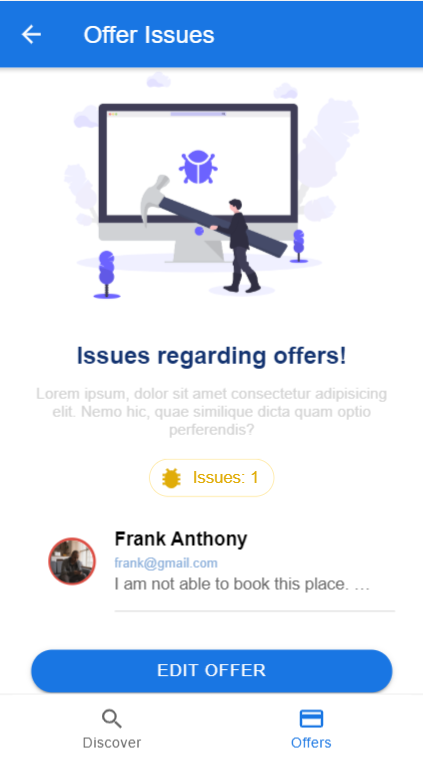 Offer Issues
Issues regarding offers!
Lorem ipsum, dolor sit amet consectetur adipisicing
elit. Nemo hic, quae similique dicta quam optio
perferendis?
Issues: 1
Frank Anthony
frank@gmail.com
I am not able to book this place. ...
EDIT OFFER
Discover
Offers